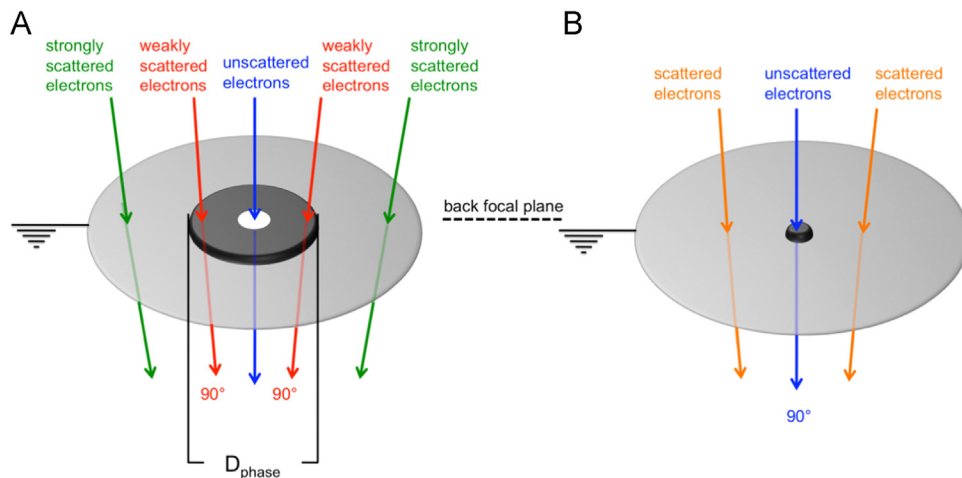 A
strongly
scattered
electrons
weakly
scattered
electrons
unscattered
electrons
weakly
scattered
electrons
strongly
scattered
electrons
90°
90°
D_phase
back focal plane
B
scattered
electrons
unscattered
electrons
scattered
electrons
90°